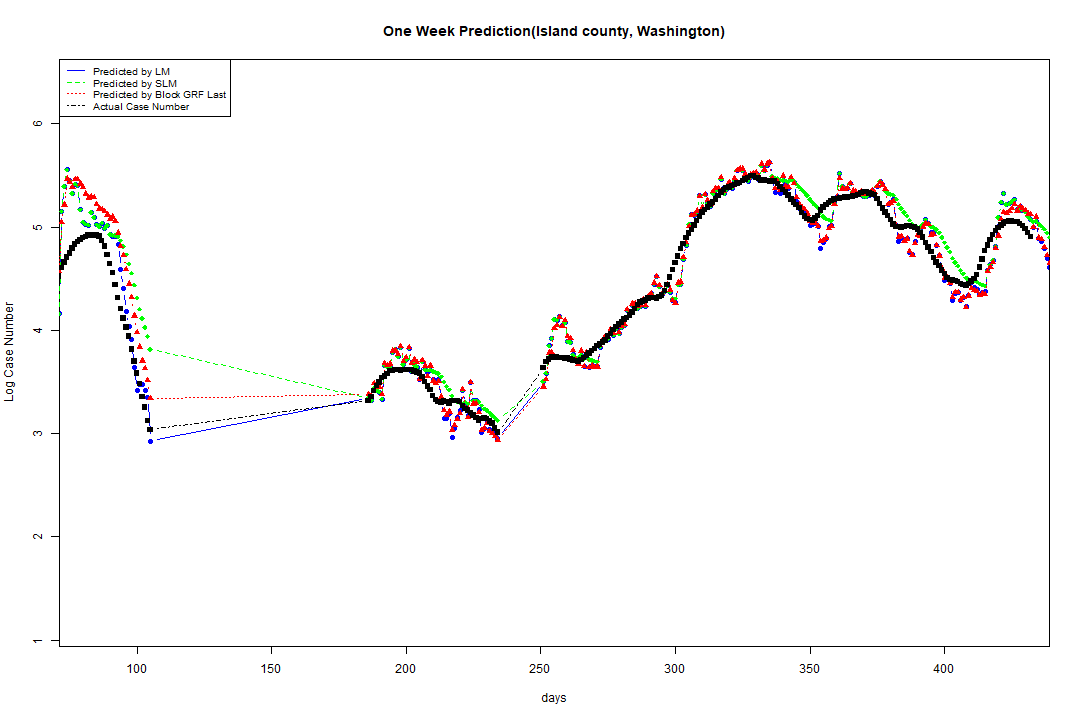 One Week Prediction(Island county, Washington)
Predicted by LM
Predicted by SLM
Predicted by Block GRF Last
Actual Case Number
6
5
4
3
2
1
Log Case Number
100 150 200 250 300 350 400
days